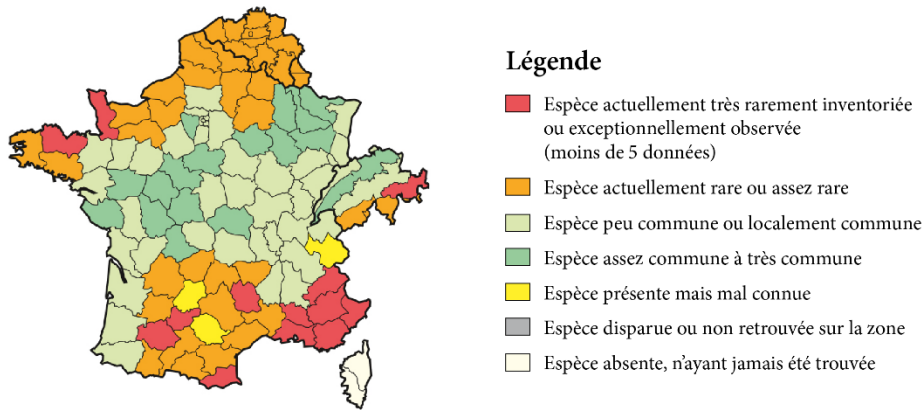 Légende
Espèce actuellement très rarement inventoriée
ou exceptionnellement observée
(moins de 5 données)
Espèce actuellement rare ou assez rare
Espèce peu commune ou localement commune
Espèce assez commune à très commune
Espèce présente mais mal connue
Espèce disparue ou non retrouvée sur la zone
Espèce absente, n'ayant jamais été trouvée